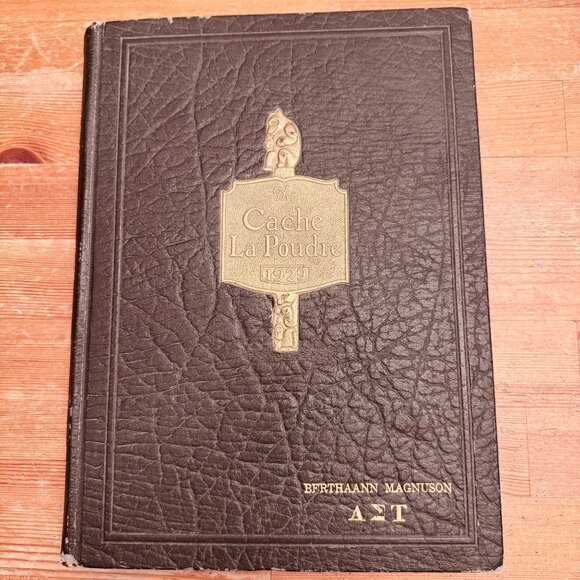 The
Cache
La Poudre
1929
BERTHAANN MAGNUSON
ΑΣΤ